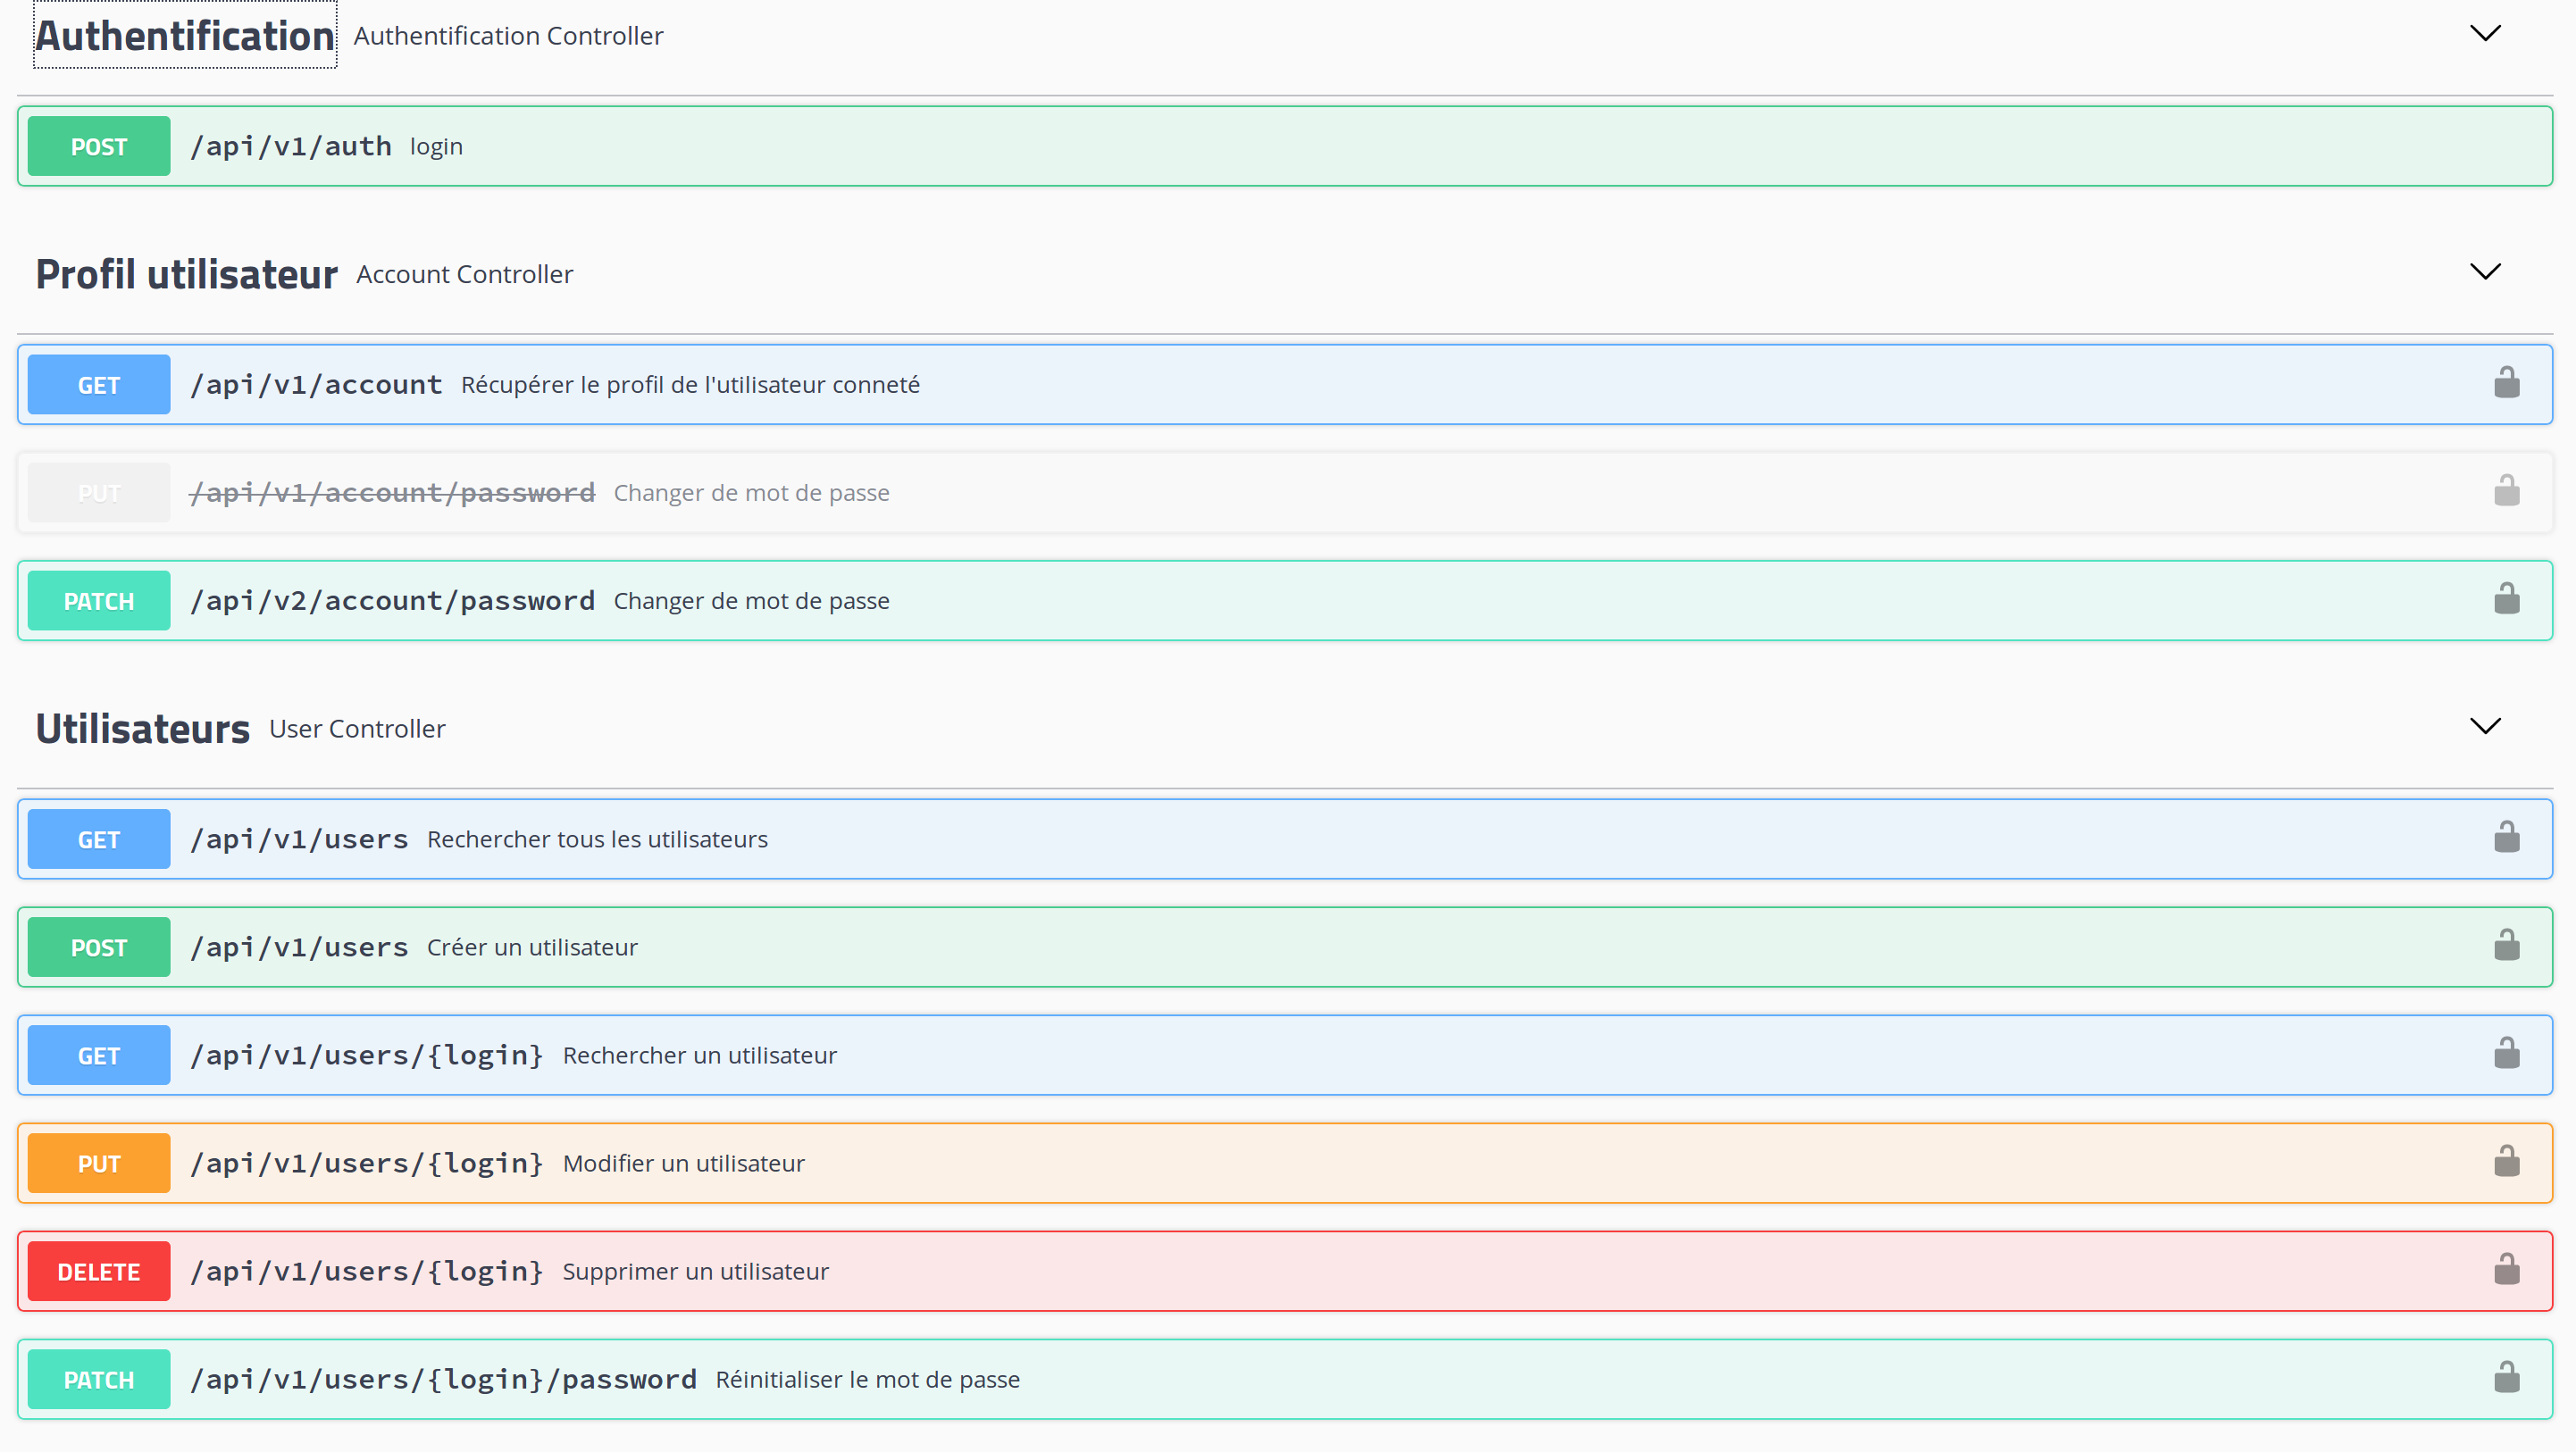 Authentification Authentification Controller
POST /api/v1/auth login
Profil utilisateur Account Controller
GET /api/v1/account Récupérer le profil de l'utilisateur conneté
PUT /api/v1/account/password Changer de mot de passe
PATCH /api/v2/account/password Changer de mot de passe
Utilisateurs User Controller
GET /api/v1/users Rechercher tous les utilisateurs
POST /api/v1/users Créer un utilisateur
GET /api/v1/users/{login} Rechercher un utilisateur
PUT /api/v1/users/{login} Modifier un utilisateur
DELETE /api/v1/users/{login} Supprimer un utilisateur
PATCH /api/v1/users/{login}/password Réinitialiser le mot de passe